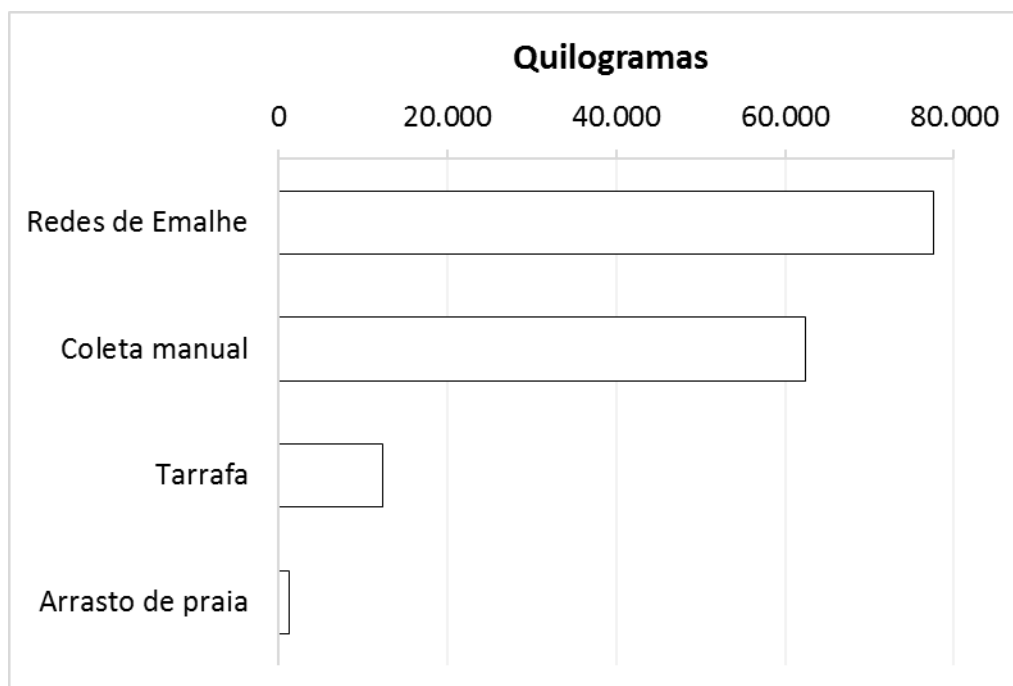 Quilogramas
0 20.000 40.000 60.000 80.000
Redes de Emalhe
Coleta manual
Tarrafa
Arrasto de praia